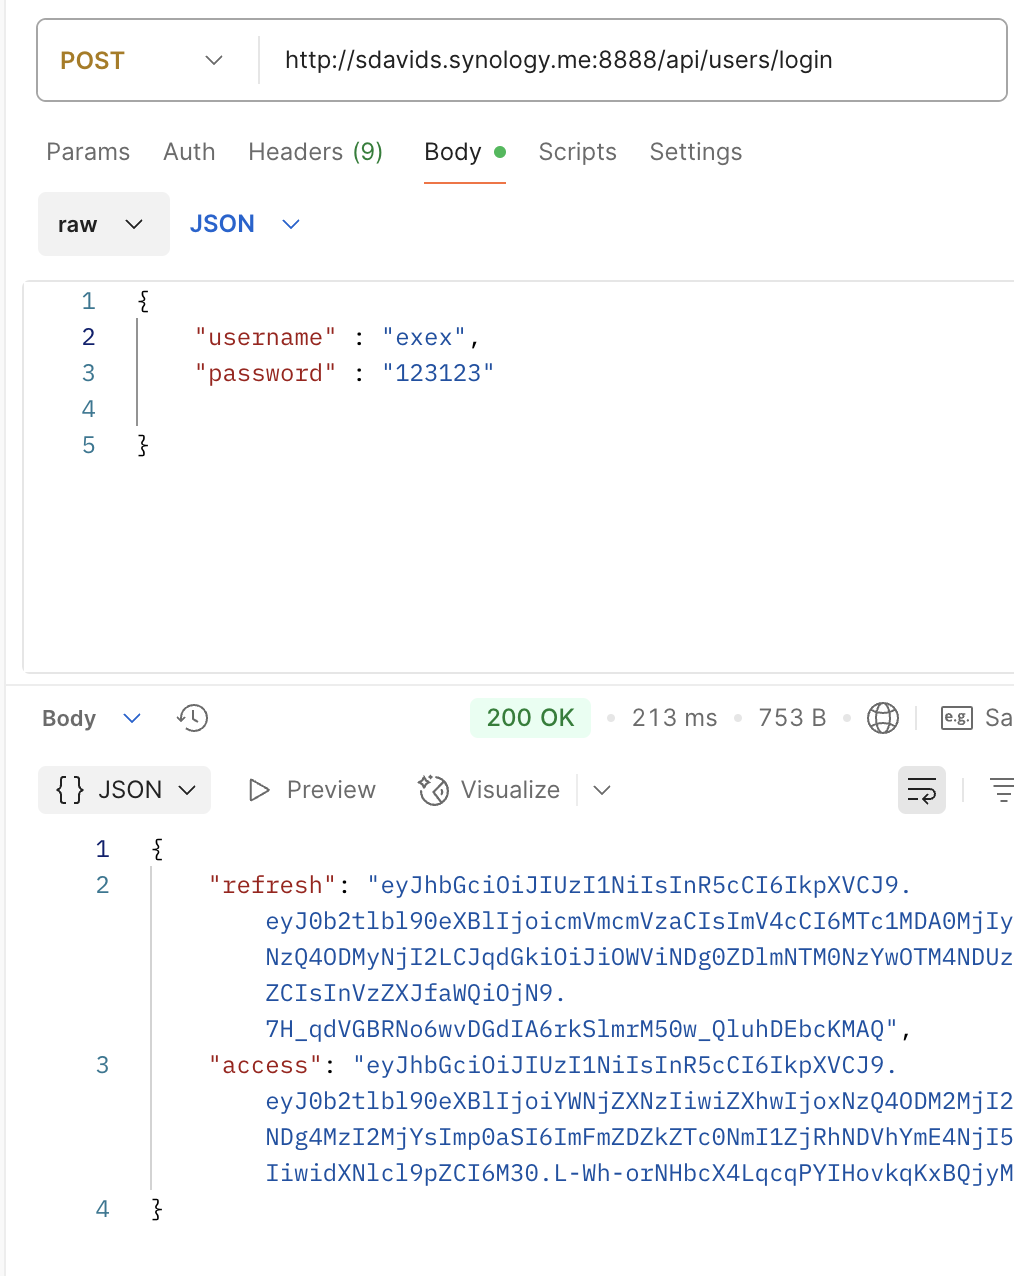 POST http://sdavids.synology.me:8888/api/users/login
Params Auth Headers (9) Body Scripts Settings
raw JSON
1 {
2 "username" : "exex",
3 "password" : "123123"
4
5 }
Body 200 OK 213 ms 753 B e.g. Sa
{} JSON Preview Visualize
1 {
2 "refresh": "eyJhbGciOiJIUzI1NiIsInR5cCI6IkpXVCJ9.
eyJ0b2tlbl90eXBlIjoicmVmcmVzaCIsImV4cCI6MTc1MDA0MjIy
NzQ4ODMyNjI2LCJqdGkiOiJiOWViNDg0ZDlmNTM0NzYwOTM4NDUz
ZCIsInVzZXJfaWQiOjN9.
7H_qdVGBRNo6wvDGdIA6rkSlmrM50w_QluhDEbcKMAQ",
3 "access": "eyJhbGciOiJIUzI1NiIsInR5cCI6IkpXVCJ9.
eyJ0b2tlbl90eXBlIjoiYWNjZXNzIiwiZXhwIjoxNzQ4ODM2MjI2
NDg4MzI2MjYsImp0aSI6ImFmZDZkZTc0NmI1ZjRhNDVhYmE4NjI5
IiwidXNlcl9pZCI6M30.L-Wh-orNHbcX4LqcqPYIHovkqKxBQjyM
4 }